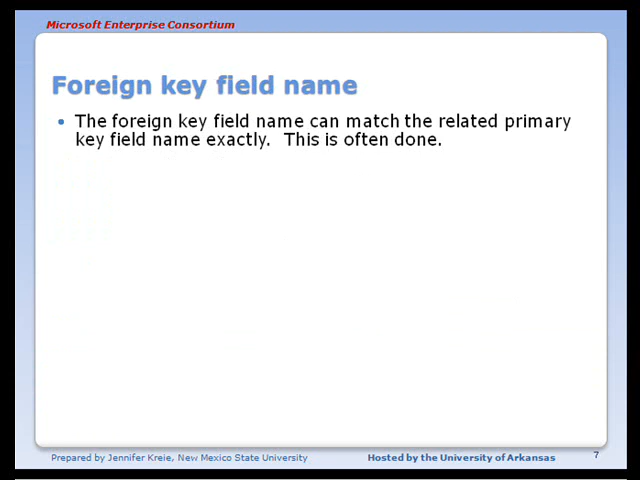 Microsoft Enterprise Consortium
Foreign key field name
• The foreign key field name can match the related primary
key field name exactly.  This is often done.
Prepared by Jennifer Kreie, New Mexico State University
Hosted by the University of Arkansas
7